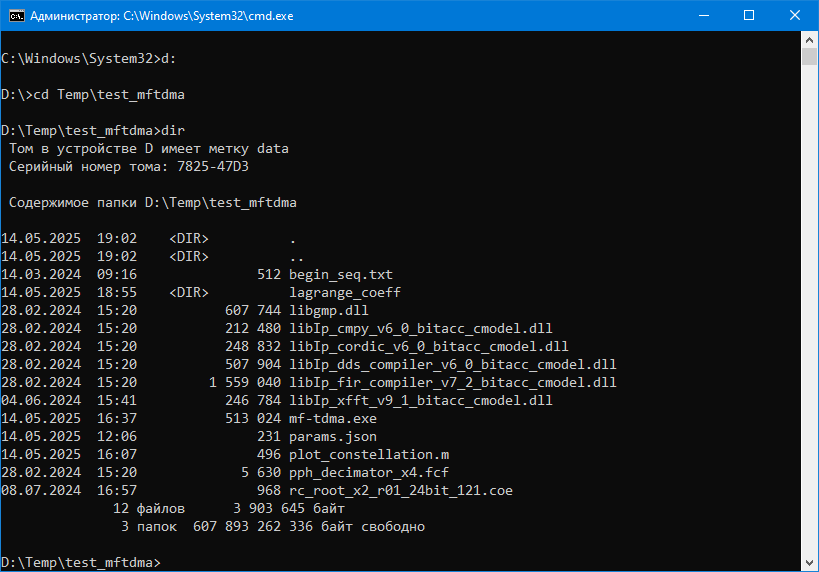 Администратор: C:\Windows\System32\cmd.exe
C:\Windows\System32>d:
D:\>cd Temp\test_mftdma
D:\Temp\test_mftdma>dir
Том в устройстве D имеет метку data
Серийный номер тома: 7825-47D3
Содержимое папки D:\Temp\test_mftdma
14.05.2025  19:02    <DIR>          .
14.05.2025  19:02    <DIR>          ..
14.03.2024  09:16               512 begin_seq.txt
14.05.2025  18:55    <DIR>          lagrange_coeff
28.02.2024  15:20           607 744 libgmp.dll
28.02.2024  15:20           212 480 libIp_cmpy_v6_0_bitacc_cmodel.dll
28.02.2024  15:20           248 832 libIp_cordic_v6_0_bitacc_cmodel.dll
28.02.2024  15:20           507 904 libIp_dds_compiler_v6_0_bitacc_cmodel.dll
28.02.2024  15:20         1 559 040 libIp_fir_compiler_v7_2_bitacc_cmodel.dll
04.06.2024  15:41           246 784 libIp_xfft_v9_1_bitacc_cmodel.dll
14.05.2025  16:37           513 024 mf-tdma.exe
14.05.2025  12:06               231 params.json
14.05.2025  16:07               496 plot_constellation.m
28.02.2024  15:20             5 630 pph_decimator_x4.fcf
08.07.2024  16:57               968 rc_root_x2_r01_24bit_121.coe
12 файлов      3 903 645 байт
3 папок  607 893 262 336 байт свободно
D:\Temp\test_mftdma>